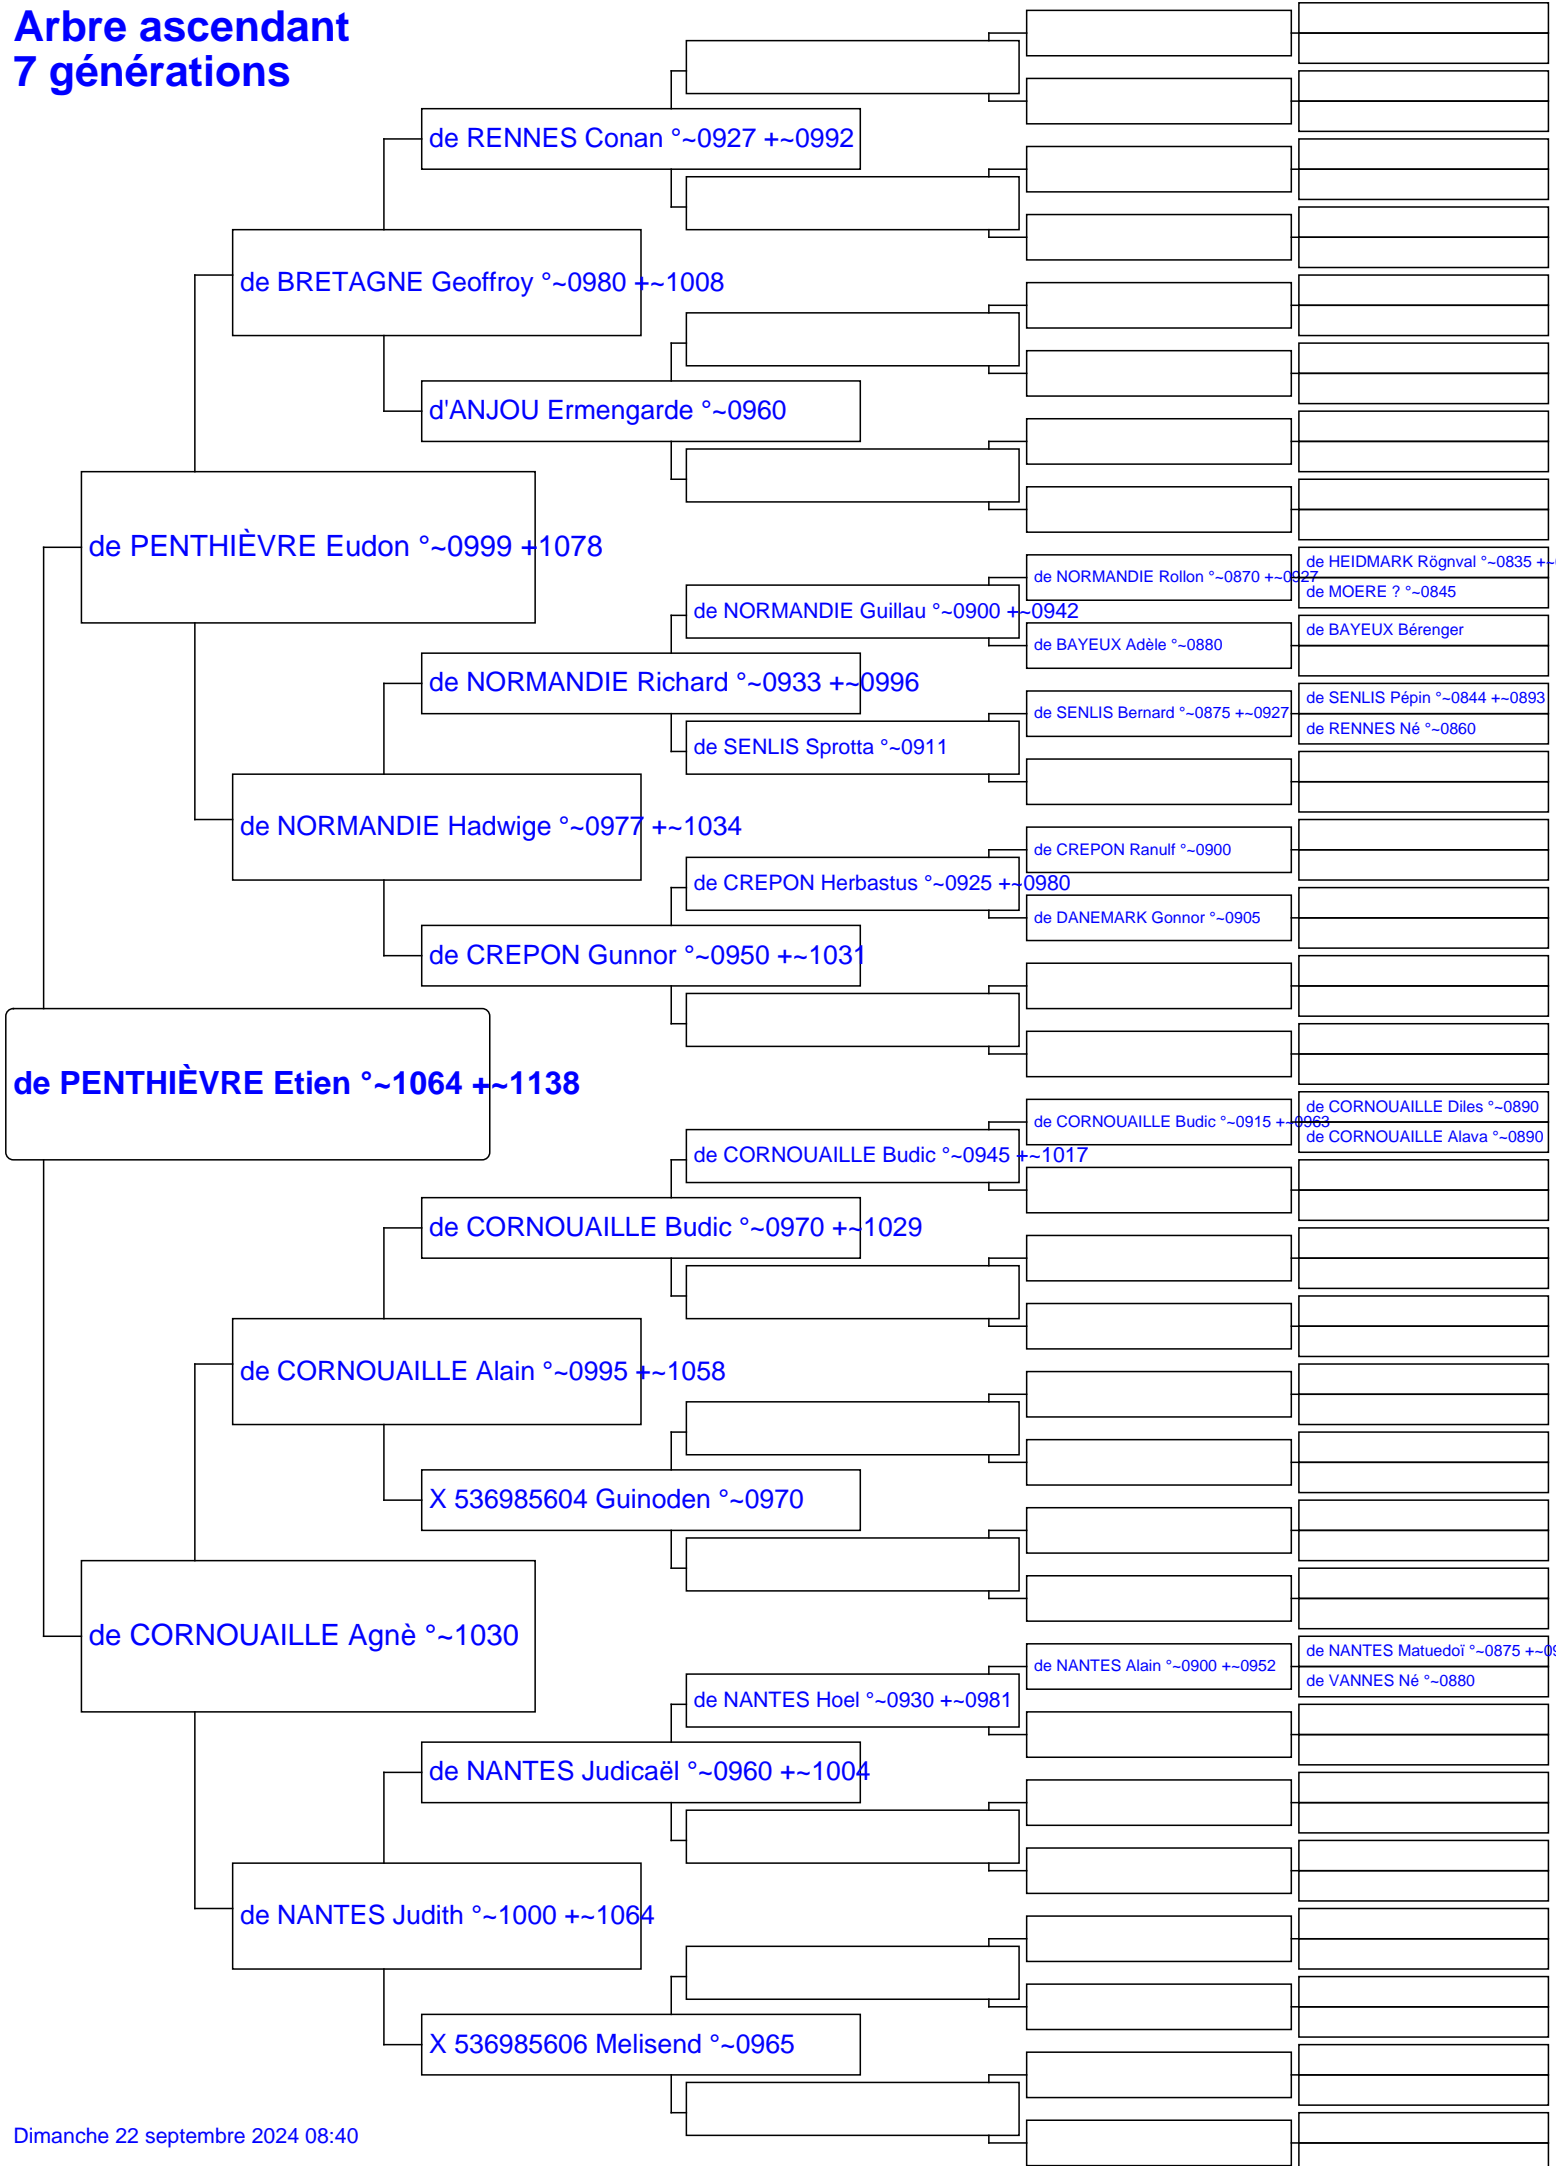 Arbre ascendant
7 générations
de RENNES Conan °~0927 +~0992
de BRETAGNE Geoffroy °~0980 +~1008
d'ANJOU Ermengarde °~0960
de PENTHIÈVRE Eudon °~0999 +1078
de HEIDMARK Rögnval °~0835 +~
de NORMANDIE Rollon °~0870 +~0927
de MOERE ? °~0845
de NORMANDIE Guillau °~0900 +~0942
de BAYEUX Bérenger
de BAYEUX Adèle °~0880
de NORMANDIE Richard °~0933 +~0996
de SENLIS Pépin °~0844 +~0893
de SENLIS Bernard °~0875 +~0927
de RENNES Né °~0860
de SENLIS Sprotta °~0911
de NORMANDIE Hadwige °~0977 +~1034
de CREPON Ranulf °~0900
de CREPON Herbastus °~0925 +~0980
de DANEMARK Gonnor °~0905
de CREPON Gunnor °~0950 +~1031
de PENTHIÈVRE Etien °~1064 +~1138
de CORNOUAILLE Diles °~0890
de CORNOUAILLE Budic °~0915 +~0963
de CORNOUAILLE Alava °~0890
de CORNOUAILLE Budic °~0945 +~1017
de CORNOUAILLE Budic °~0970 +~1029
de CORNOUAILLE Alain °~0995 +~1058
X 536985604 Guinoden °~0970
de CORNOUAILLE Agnè °~1030
de NANTES Matuedoï °~0875 +~09
de NANTES Alain °~0900 +~0952
de VANNES Né °~0880
de NANTES Hoel °~0930 +~0981
de NANTES Judicaël °~0960 +~1004
de NANTES Judith °~1000 +~1064
X 536985606 Melisend °~0965
Dimanche 22 septembre 2024 08:40